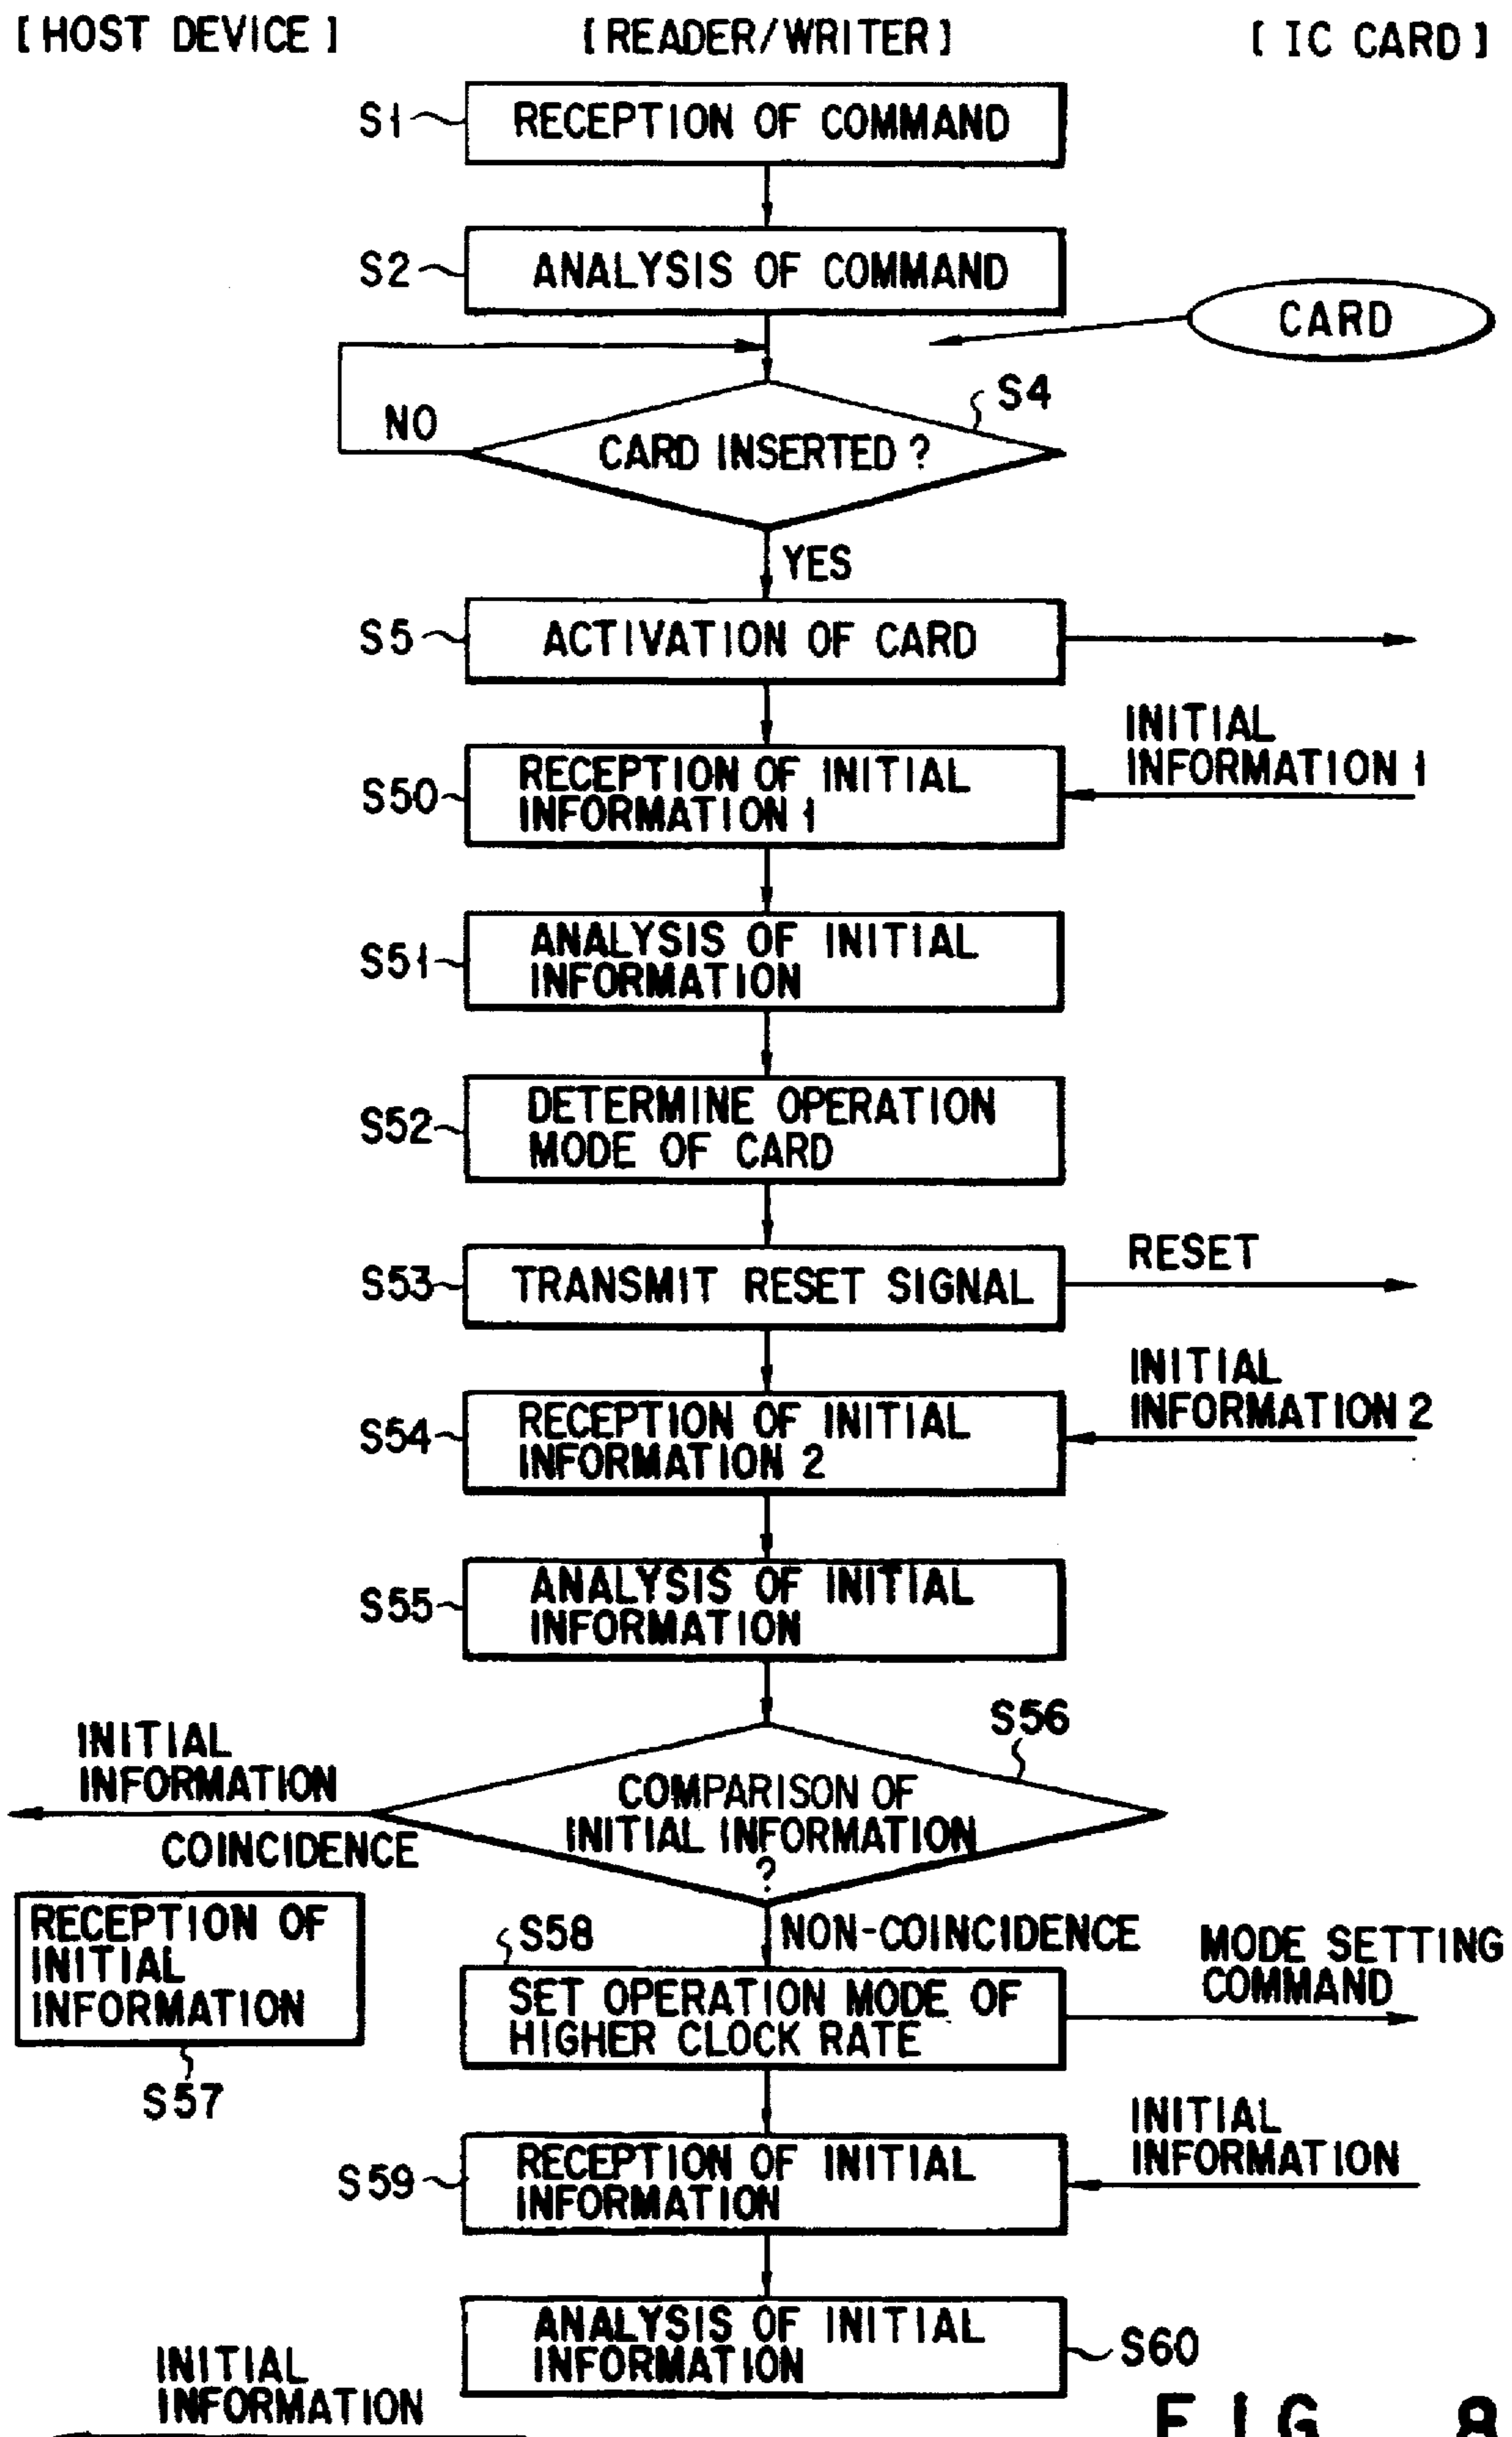 [HOST DEVICE]
[READER/WRITER]
[IC CARD]
S1
RECEPTION OF COMMAND
S2
ANALYSIS OF COMMAND
CARD
S4
NO
CARD INSERTED?
YES
S5
ACTIVATION OF CARD
INITIAL
INFORMATION 1
S50
RECEPTION OF INITIAL
INFORMATION 1
S51
ANALYSIS OF INITIAL
INFORMATION
S52
DETERMINE OPERATION
MODE OF CARD
RESET
S53
TRANSMIT RESET SIGNAL
INITIAL
INFORMATION 2
S54
RECEPTION OF INITIAL
INFORMATION 2
S55
ANALYSIS OF INITIAL
INFORMATION
S56
INITIAL
INFORMATION
COMPARISON OF
INITIAL INFORMATION
?
COINCIDENCE
RECEPTION OF
INITIAL
INFORMATION
S57
NON-COINCIDENCE
S58
MODE SETTING
COMMAND
SET OPERATION MODE OF
HIGHER CLOCK RATE
INITIAL
INFORMATION
S59
RECEPTION OF INITIAL
INFORMATION
ANALYSIS OF INITIAL
INFORMATION
S60
INITIAL
INFORMATION
FIG. 8